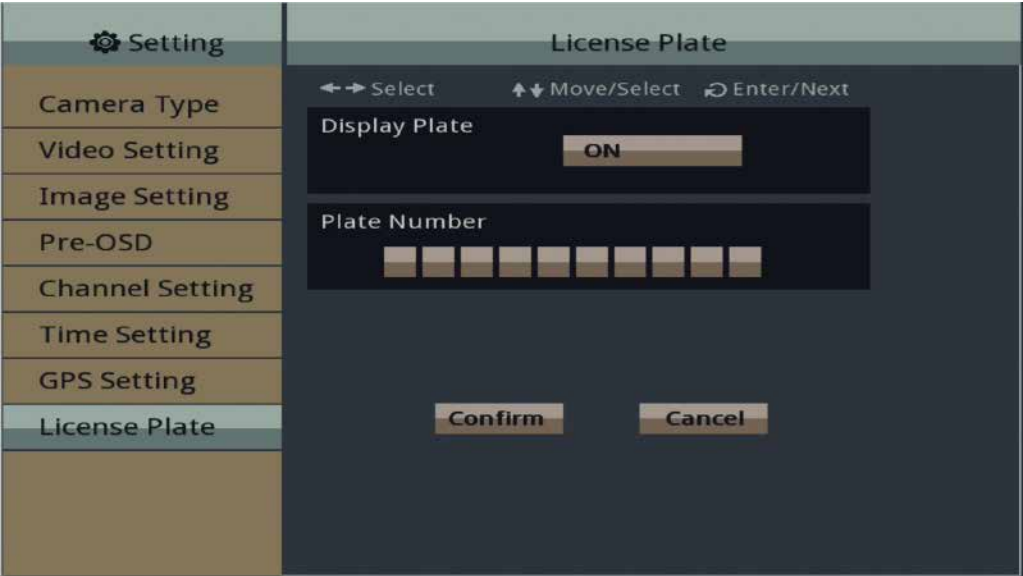 Setting
License Plate
Select Move/Select Enter/Next
Camera Type
Video Setting
Image Setting
Pre-OSD
Channel Setting
Time Setting
GPS Setting
License Plate
Display Plate
ON
Plate Number
Confirm Cancel